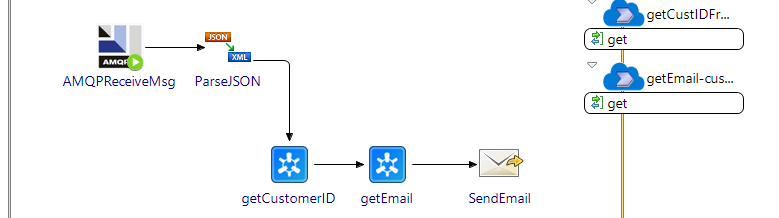 JSON
XML
AMQP
AMQPReceiveMsg
ParseJSON
getCustomerID
getEmail
SendEmail
getCustIDFr...
get
getEmail-cus...
get